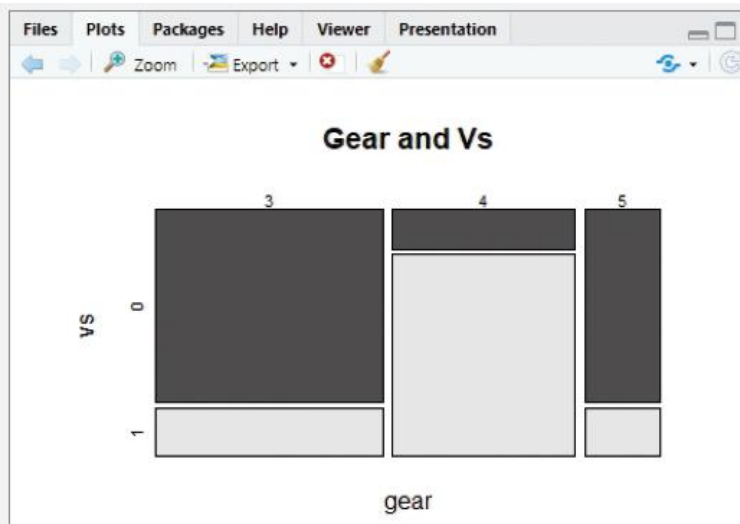 Files Plots Packages Help Viewer Presentation
Zoom Export
Gear and Vs
3 4 5
0
vs
1
gear